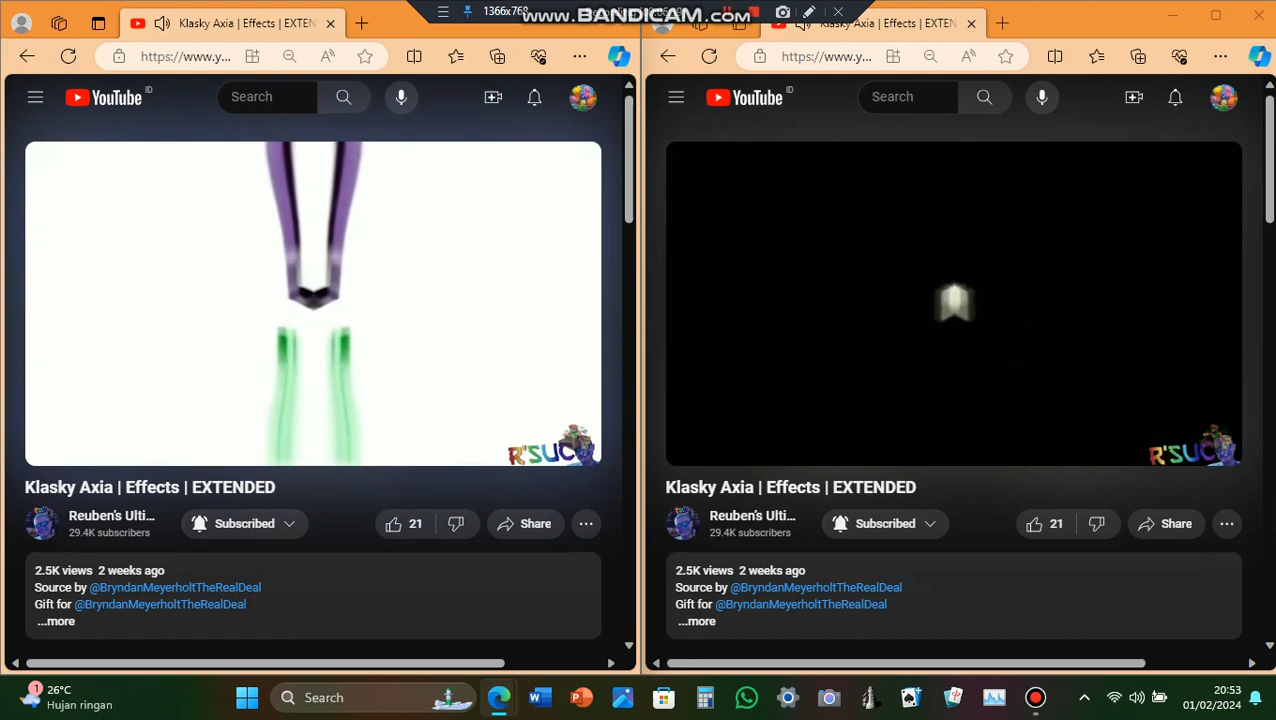 1366x768
www.BANDICAM.com
Klasky Axia | Effects | EXTEN
https://www.y...
YouTube ID
Search
R'SUC
Klasky Axia | Effects | EXTENDED
Reuben's Ulti...
29.4K subscribers
Subscribed
21
Share
2.5K views 2 weeks ago
Source by @BryndanMeyerholtTheRealDeal
Gift for @BryndanMeyerholtTheRealDeal
...more
Klasky Axia | Effects | EXTEN
https://www.y...
YouTube ID
Search
R'SUC
Klasky Axia | Effects | EXTENDED
Reuben's Ulti...
29.4K subscribers
Subscribed
21
Share
2.5K views 2 weeks ago
Source by @BryndanMeyerholtTheRealDeal
Gift for @BryndanMeyerholtTheRealDeal
...more
1
26°C
Hujan ringan
Search
20:53
01/02/2024